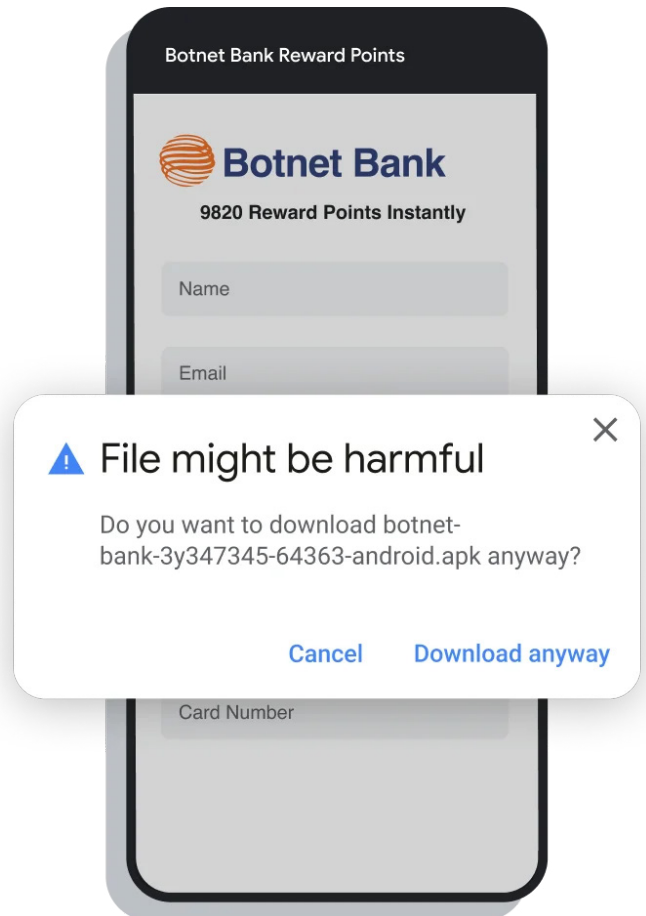 Botnet Bank Reward Points
Botnet Bank
9820 Reward Points Instantly
Name
Email
File might be harmful
Do you want to download botnet-
bank-3y347345-64363-android.apk anyway?
Cancel Download anyway
Card Number